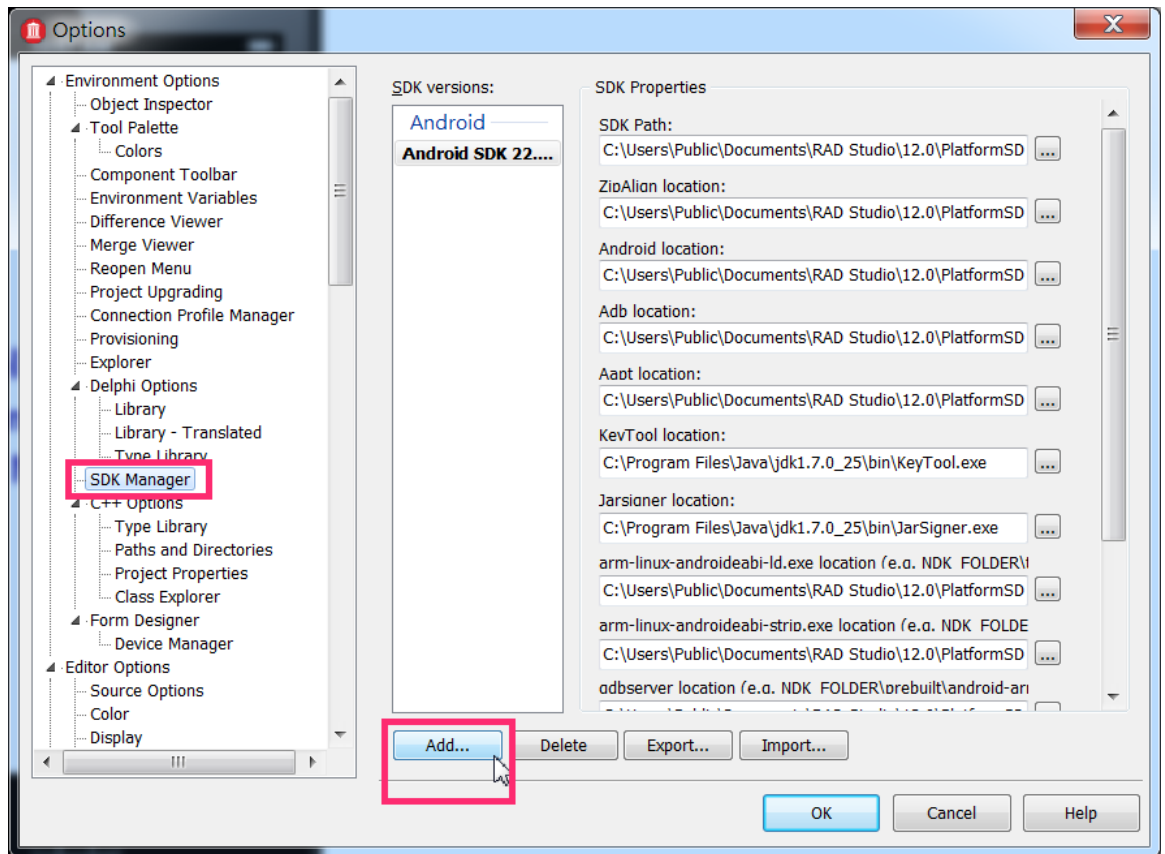 Options
Environment Options
Object Inspector
Tool Palette
Colors
Component Toolbar
Environment Variables
Difference Viewer
Merge Viewer
Reopen Menu
Project Upgrading
Connection Profile Manager
Provisioning
Explorer
Delphi Options
Library
Library - Translated
Type Library
SDK Manager
C++ Options
Type Library
Paths and Directories
Project Properties
Class Explorer
Form Designer
Device Manager
Editor Options
Source Options
Color
Display
SDK versions:
Android
Android SDK 22....
SDK Properties
SDK Path:
C:\Users\Public\Documents\RAD Studio\12.0\PlatformSD ...
ZipAlign location:
C:\Users\Public\Documents\RAD Studio\12.0\PlatformSD ...
Android location:
C:\Users\Public\Documents\RAD Studio\12.0\PlatformSD ...
Adb location:
C:\Users\Public\Documents\RAD Studio\12.0\PlatformSD ...
Aapt location:
C:\Users\Public\Documents\RAD Studio\12.0\PlatformSD ...
KeyTool location:
C:\Program Files\Java\jdk1.7.0_25\bin\KeyTool.exe ...
Jarsigner location:
C:\Program Files\Java\jdk1.7.0_25\bin\JarSigner.exe ...
arm-linux-androideabi-ld.exe location (e.g. NDK_FOLDER\
C:\Users\Public\Documents\RAD Studio\12.0\PlatformSD ...
arm-linux-androideabi-strip.exe location (e.g. NDK_FOLDE
C:\Users\Public\Documents\RAD Studio\12.0\PlatformSD ...
gdbserver location (e.g. NDK_FOLDER\prebuilt\android-ar
Add... Delete Export... Import...
OK Cancel Help